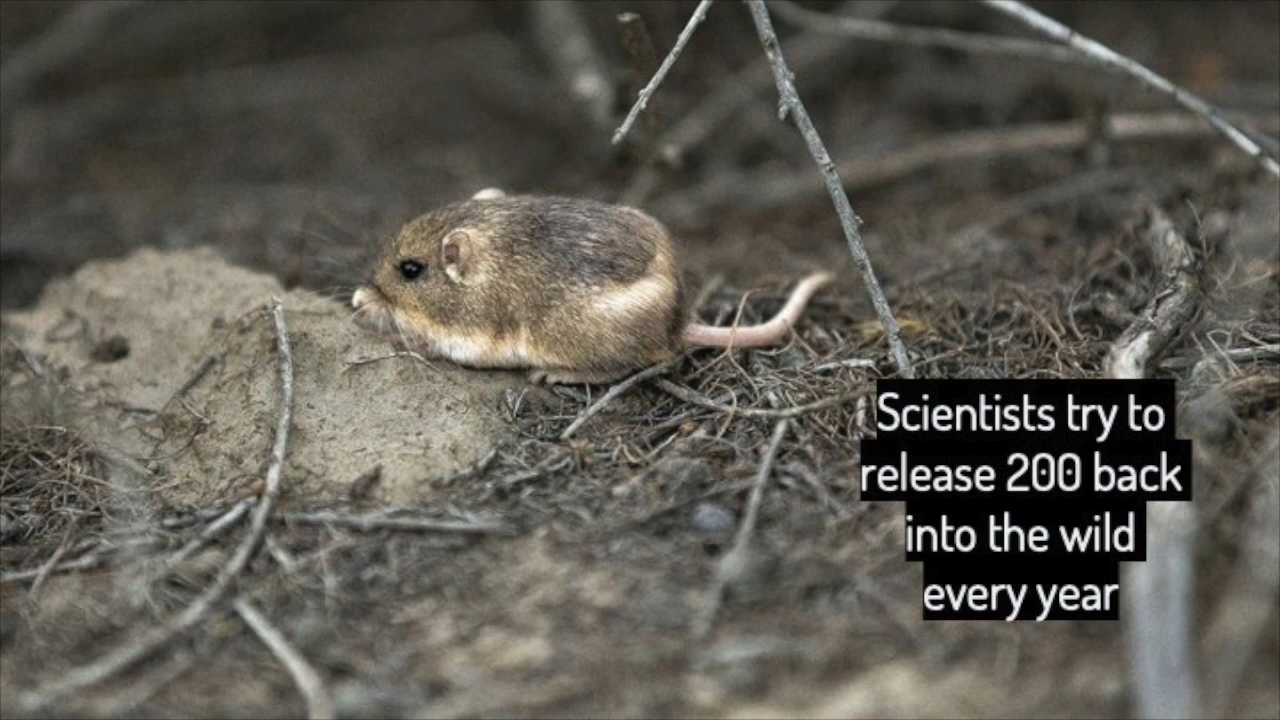 Scientists try to
release 200 back
into the wild
every year